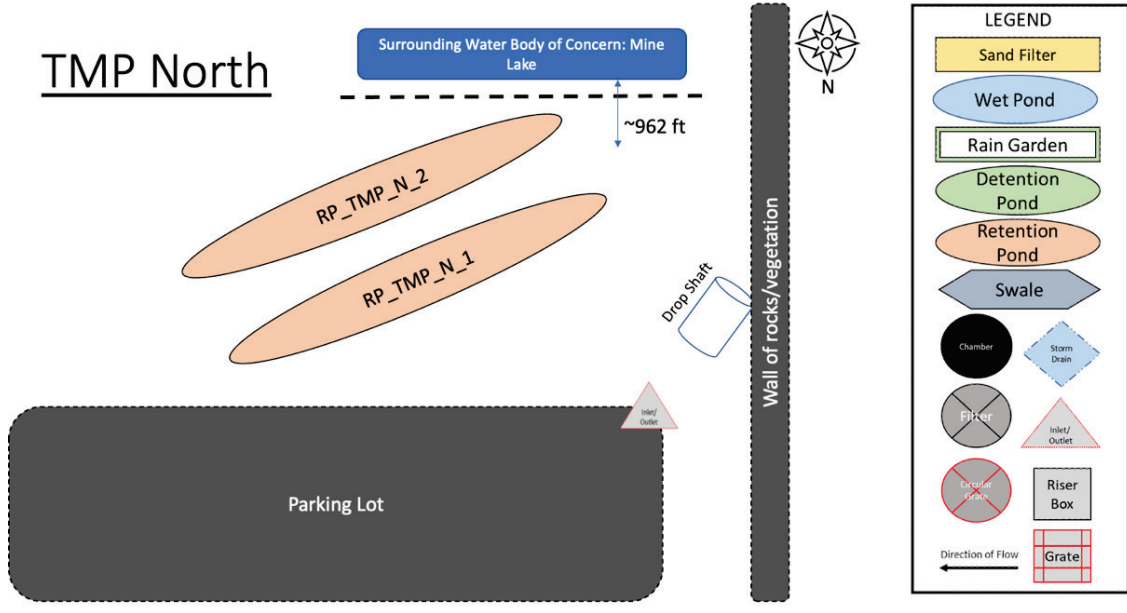 TMP North
Surrounding Water Body of Concern: Mine
Lake
~962 ft
N
RP_TMP_N_2
RP_TMP_N_1
Drop Shaft
Wall of rocks/vegetation
Inlet/
Outlet
Parking Lot
LEGEND
Sand Filter
Wet Pond
Rain Garden
Detention
Pond
Retention
Pond
Swale
Chamber
Storm
Drain
Filter
Inlet/
Outlet
Circular
Grate
Riser
Box
Direction of Flow
Grate